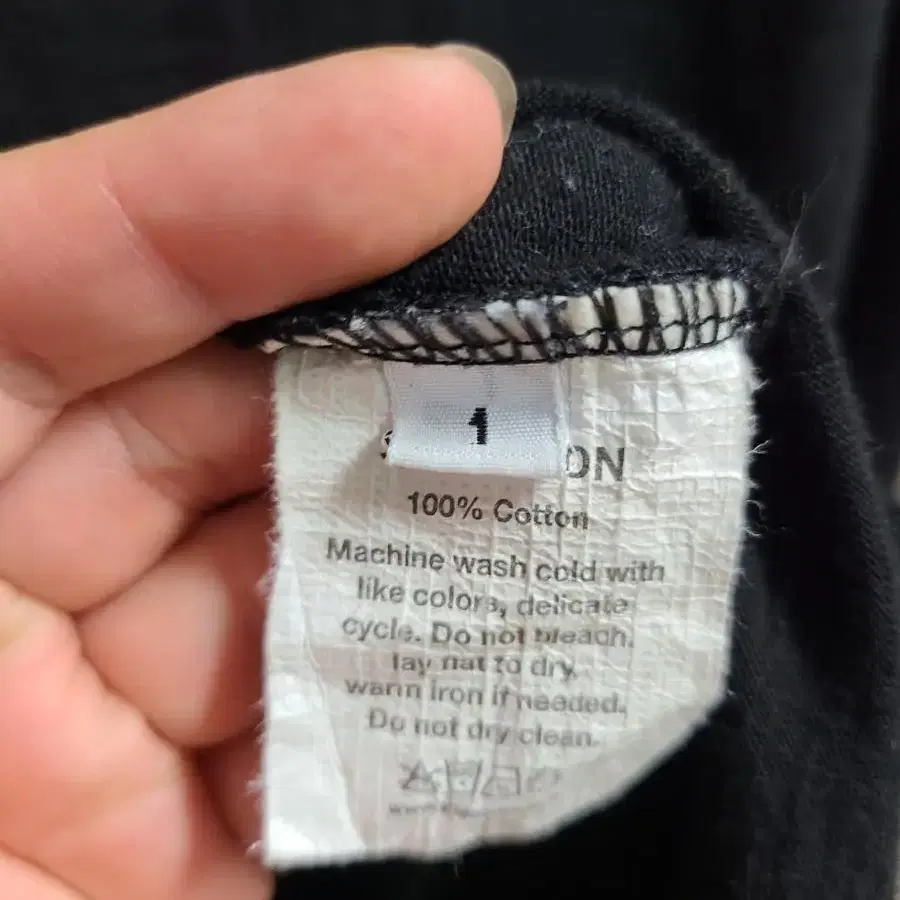 1
ON
100% Cotton
Machine wash cold with
like colors, delicate
cycle. Do not bleach.
lay flat to dry.
warm iron if needed.
Do not dry clean.